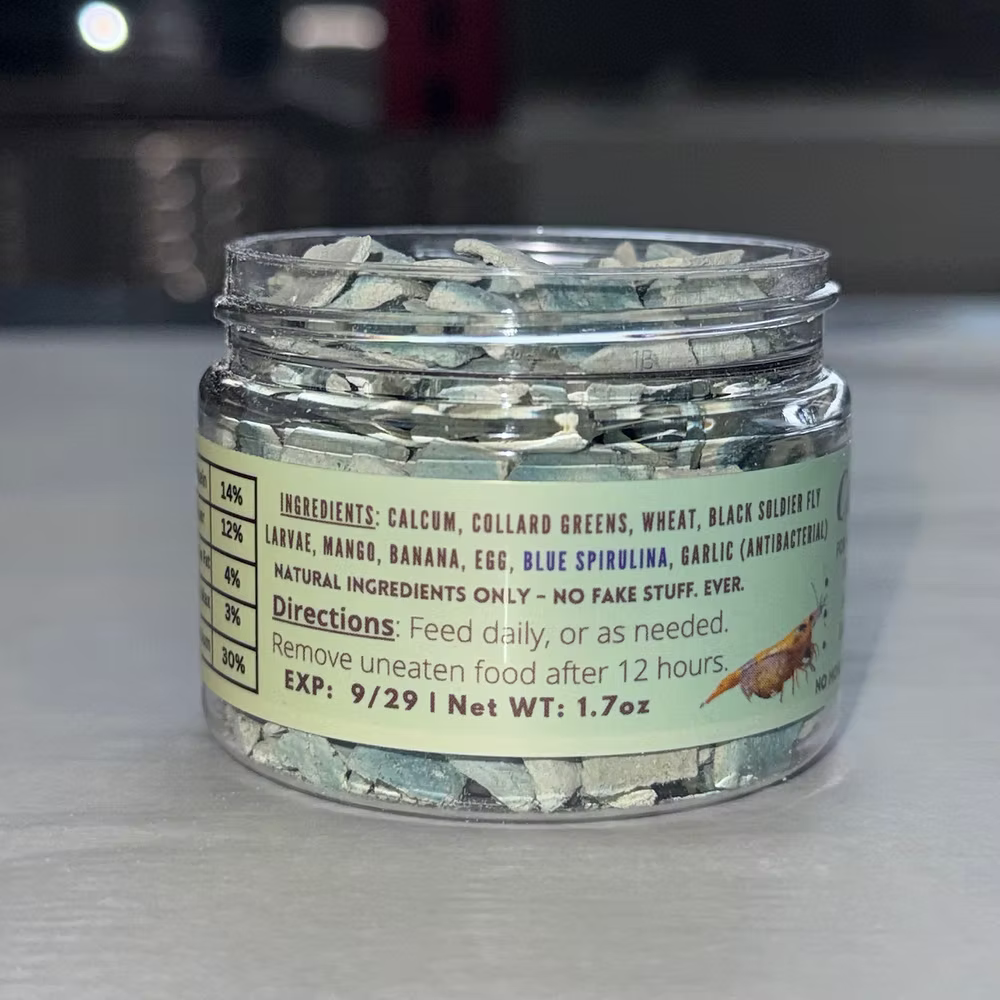 14%
12%
4%
3%
30%
INGREDIENTS: CALCUM, COLLARD GREENS, WHEAT, BLACK SOLDIER FLY
LARVAE, MANGO, BANANA, EGG, BLUE SPIRULINA, GARLIC (ANTIBACTERIAL)
NATURAL INGREDIENTS ONLY – NO FAKE STUFF. EVER.
Directions: Feed daily, or as needed.
Remove uneaten food after 12 hours.
EXP: 9/29 | Net WT: 1.7oz
NO
1B